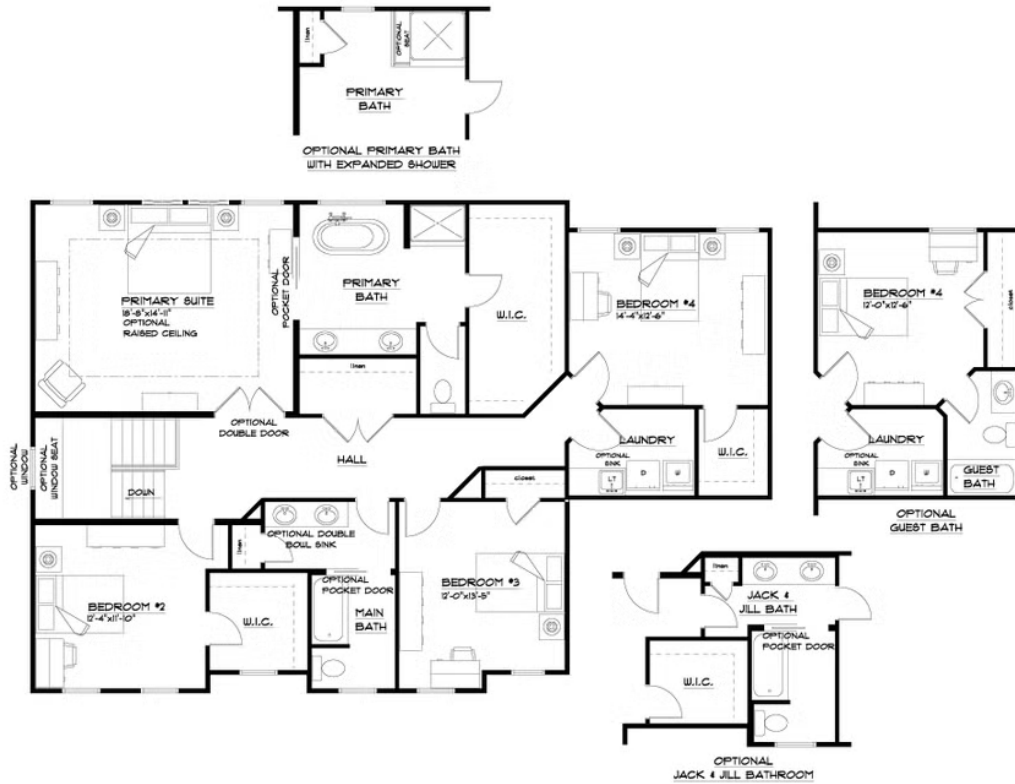 linen
OPTIONAL
SEAT
PRIMARY
BATH
OPTIONAL PRIMARY BATH
WITH EXPANDED SHOWER
PRIMARY SUITE
18'-8"x14'-11"
OPTIONAL
RAISED CEILING
OPTIONAL
POCKET DOOR
PRIMARY
BATH
W.I.C.
linen
BEDROOM #4
14'-4"x12'-6"
OPTIONAL
DOUBLE DOOR
HALL
OPTIONAL
WINDOW
OPTIONAL
WINDOW SEAT
DOWN
LAUNDRY
OPTIONAL
SINK
LT
D
W
W.I.C.
closet
BEDROOM #4
12'-0"x12'-6"
closet
LAUNDRY
OPTIONAL
SINK
LT
D
W
GUEST
BATH
OPTIONAL
GUEST BATH
linen
OPTIONAL DOUBLE
BOWL SINK
OPTIONAL
POCKET DOOR
MAIN
BATH
BEDROOM #2
12'-4"x11'-10"
W.I.C.
BEDROOM #3
12'-0"x13'-5"
linen
JACK &
JILL BATH
OPTIONAL
POCKET DOOR
W.I.C.
OPTIONAL
JACK & JILL BATHROOM